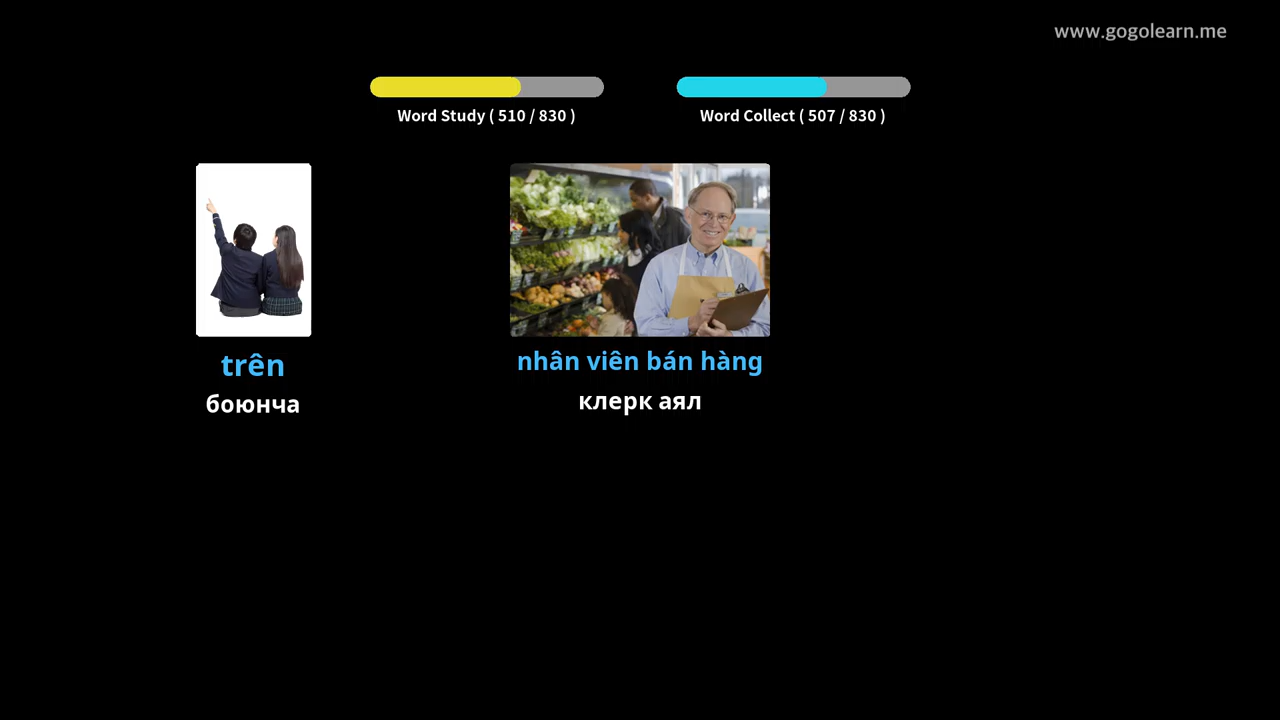 www.gogolearn.me
Word Study ( 510 / 830 )
Word Collect ( 507 / 830 )
trên
боюнча
nhân viên bán hàng
клерк аял